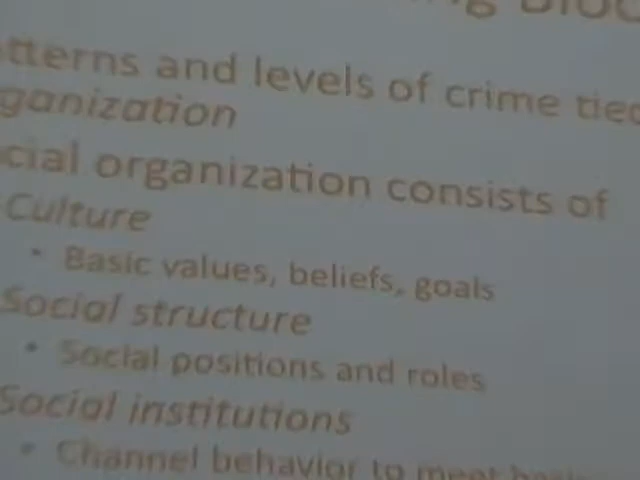 tterns and levels of crime tied
ganization
cial organization consists of
Culture
• Basic values, beliefs, goals
Social structure
• Social positions and roles
Social institutions
• Channel behavior to meet